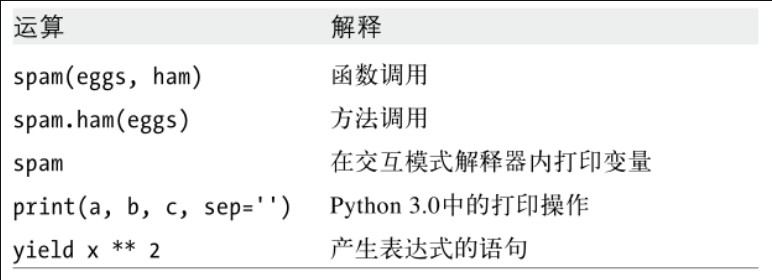 运算 解释
spam(eggs, ham) 函数调用
spam.ham(eggs) 方法调用
spam 在交互模式解释器内打印变量
print(a, b, c, sep='') Python 3.0中的打印操作
yield x ** 2 产生表达式的语句